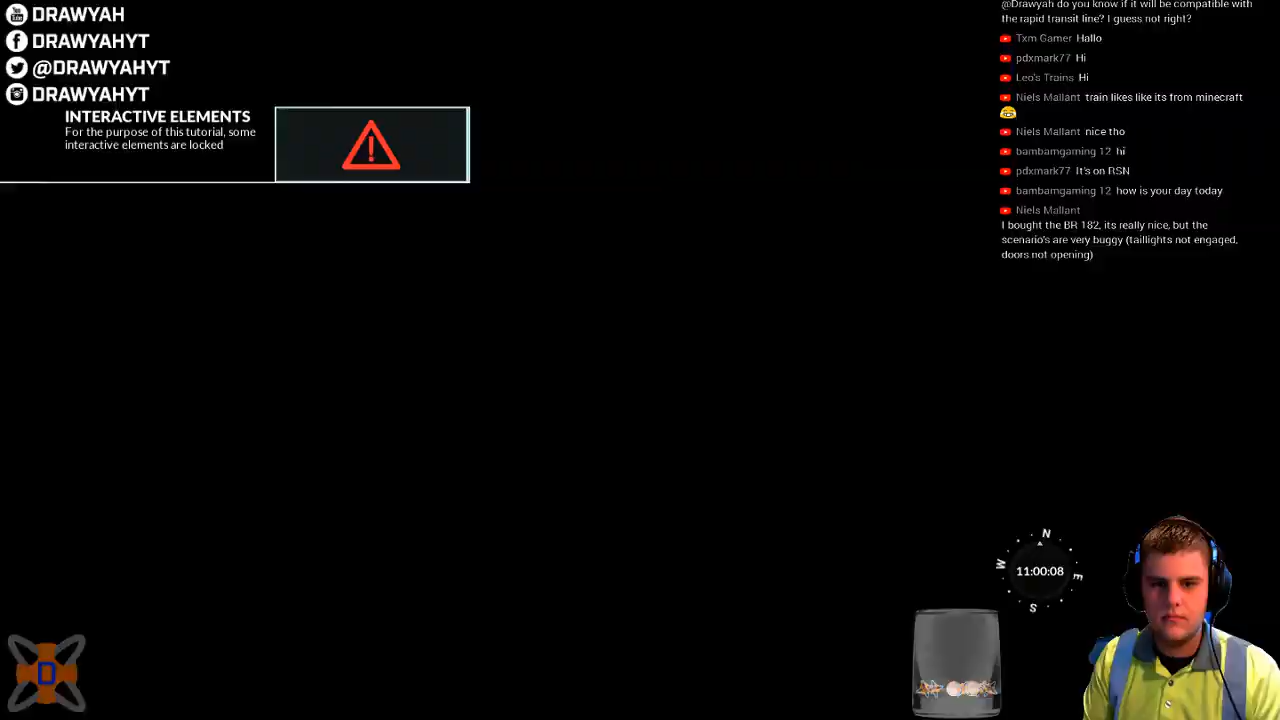 DRAWYAH
DRAWYAHYT
@DRAWYAHYT
DRAWYAHYT
INTERACTIVE ELEMENTS
For the purpose of this tutorial, some
interactive elements are locked
@Drawyah do you know if it will be compatible with
the rapid transit line? I guess not right?
Txm Gamer Hallo
pdxmark77 Hi
Leo's Trains Hi
Niels Mallant train likes like its from minecraft
Niels Mallant nice tho
bambamgaming 12 hi
pdxmark77 It's on RSN
bambamgaming 12 how is your day today
Niels Mallant
I bought the BR 182, its really nice, but the
scenario's are very buggy (taillights not engaged,
doors not opening)
N
W
11:00:08
E
S
D